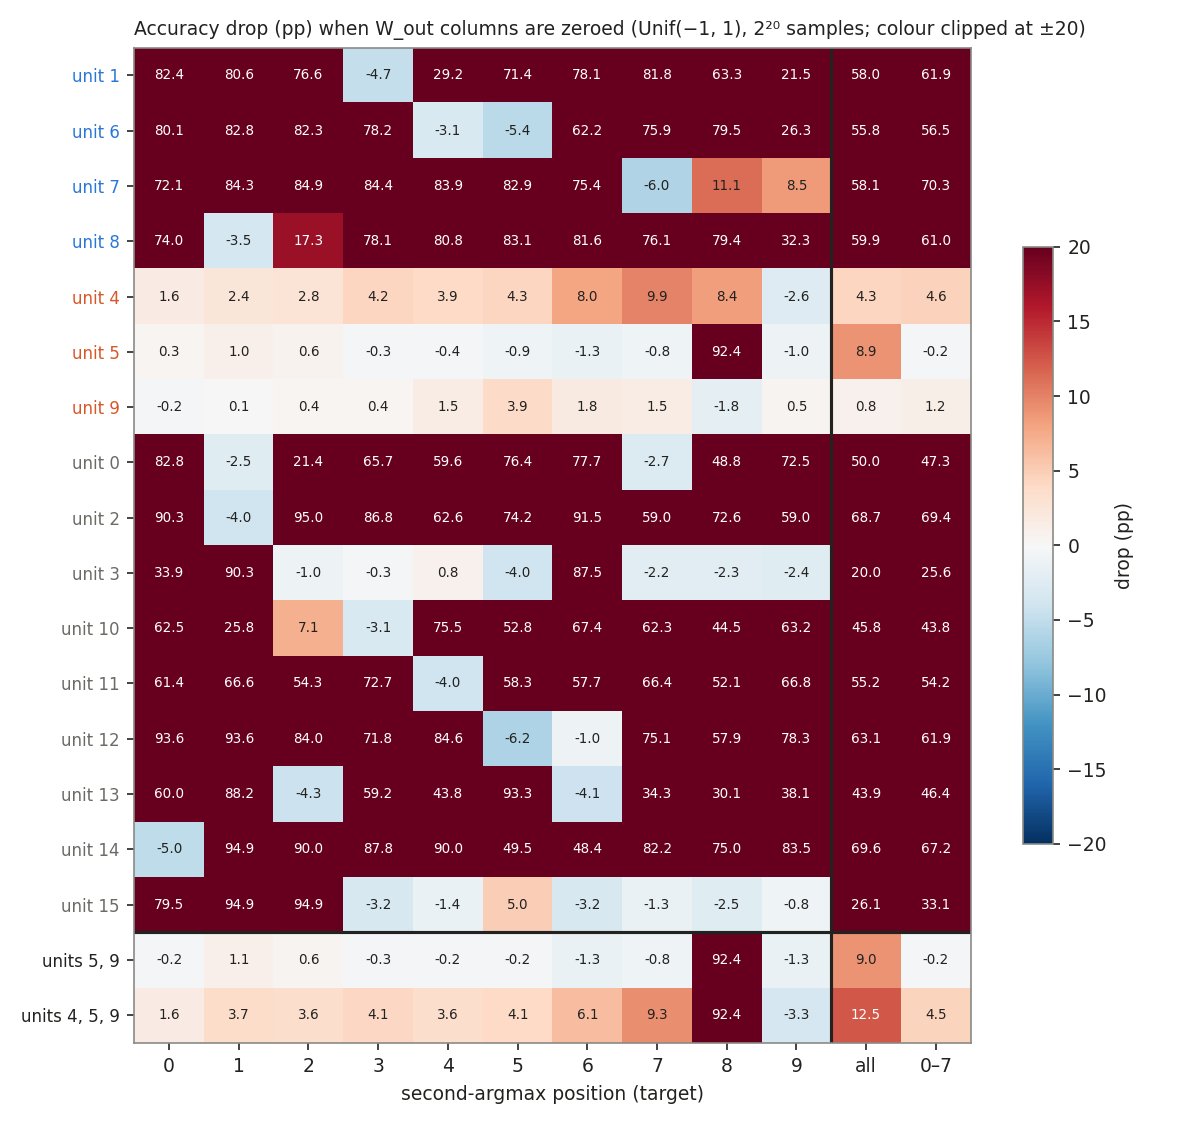 Accuracy drop (pp) when W_out columns are zeroed (Unif(−1, 1), 2²⁰ samples; colour clipped at ±20)
unit 1 82.4 80.6 76.6 -4.7 29.2 71.4 78.1 81.8 63.3 21.5 58.0 61.9
unit 6 80.1 82.8 82.3 78.2 -3.1 -5.4 62.2 75.9 79.5 26.3 55.8 56.5
unit 7 72.1 84.3 84.9 84.4 83.9 82.9 75.4 -6.0 11.1 8.5 58.1 70.3
unit 8 74.0 -3.5 17.3 78.1 80.8 83.1 81.6 76.1 79.4 32.3 59.9 61.0
unit 4 1.6 2.4 2.8 4.2 3.9 4.3 8.0 9.9 8.4 -2.6 4.3 4.6
unit 5 0.3 1.0 0.6 -0.3 -0.4 -0.9 -1.3 -0.8 92.4 -1.0 8.9 -0.2
unit 9 -0.2 0.1 0.4 0.4 1.5 3.9 1.8 1.5 -1.8 0.5 0.8 1.2
unit 0 82.8 -2.5 21.4 65.7 59.6 76.4 77.7 -2.7 48.8 72.5 50.0 47.3
unit 2 90.3 -4.0 95.0 86.8 62.6 74.2 91.5 59.0 72.6 59.0 68.7 69.4
unit 3 33.9 90.3 -1.0 -0.3 0.8 -4.0 87.5 -2.2 -2.3 -2.4 20.0 25.6
unit 10 62.5 25.8 7.1 -3.1 75.5 52.8 67.4 62.3 44.5 63.2 45.8 43.8
unit 11 61.4 66.6 54.3 72.7 -4.0 58.3 57.7 66.4 52.1 66.8 55.2 54.2
unit 12 93.6 93.6 84.0 71.8 84.6 -6.2 -1.0 75.1 57.9 78.3 63.1 61.9
unit 13 60.0 88.2 -4.3 59.2 43.8 93.3 -4.1 34.3 30.1 38.1 43.9 46.4
unit 14 -5.0 94.9 90.0 87.8 90.0 49.5 48.4 82.2 75.0 83.5 69.6 67.2
unit 15 79.5 94.9 94.9 -3.2 -1.4 5.0 -3.2 -1.3 -2.5 -0.8 26.1 33.1
units 5, 9 -0.2 1.1 0.6 -0.3 -0.2 -0.2 -1.3 -0.8 92.4 -1.3 9.0 -0.2
units 4, 5, 9 1.6 3.7 3.6 4.1 3.6 4.1 6.1 9.3 92.4 -3.3 12.5 4.5
0 1 2 3 4 5 6 7 8 9 all 0–7
second-argmax position (target)
20
15
10
5
0
−5
−10
−15
−20
drop (pp)